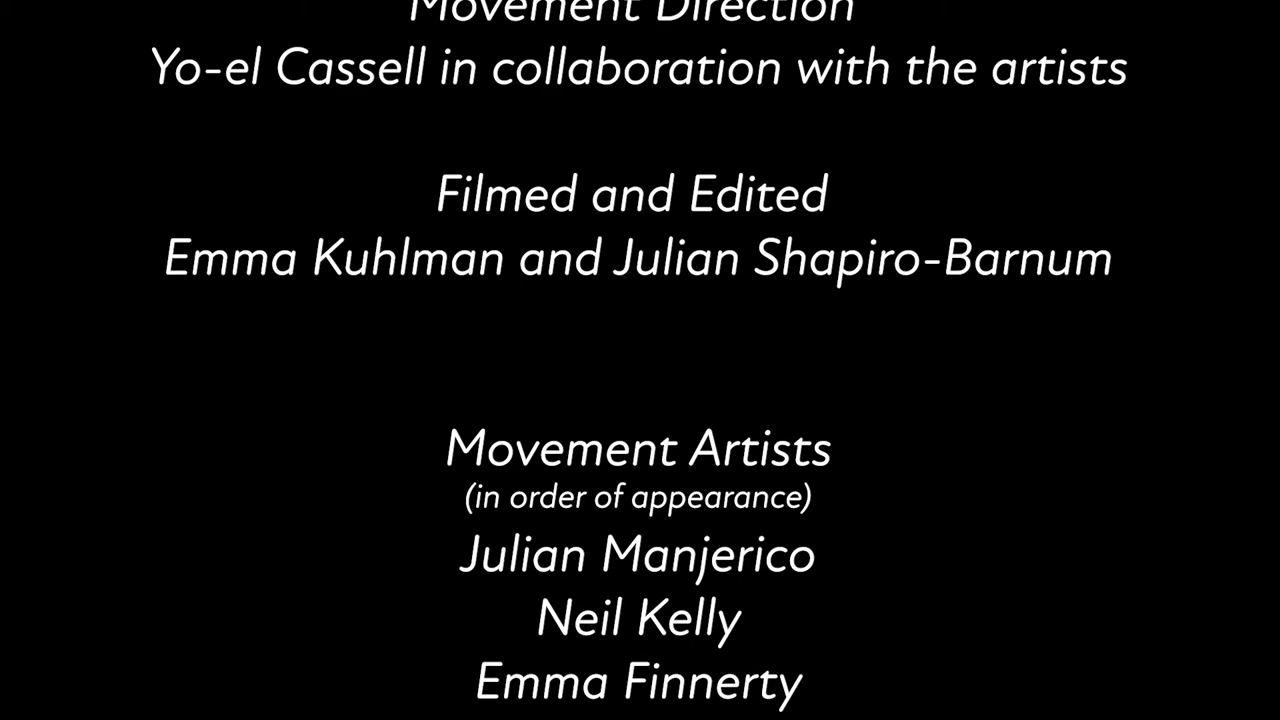 Movement Direction
Yo-el Cassell in collaboration with the artists
Filmed and Edited
Emma Kuhlman and Julian Shapiro-Barnum
Movement Artists
(in order of appearance)
Julian Manjerico
Neil Kelly
Emma Finnerty